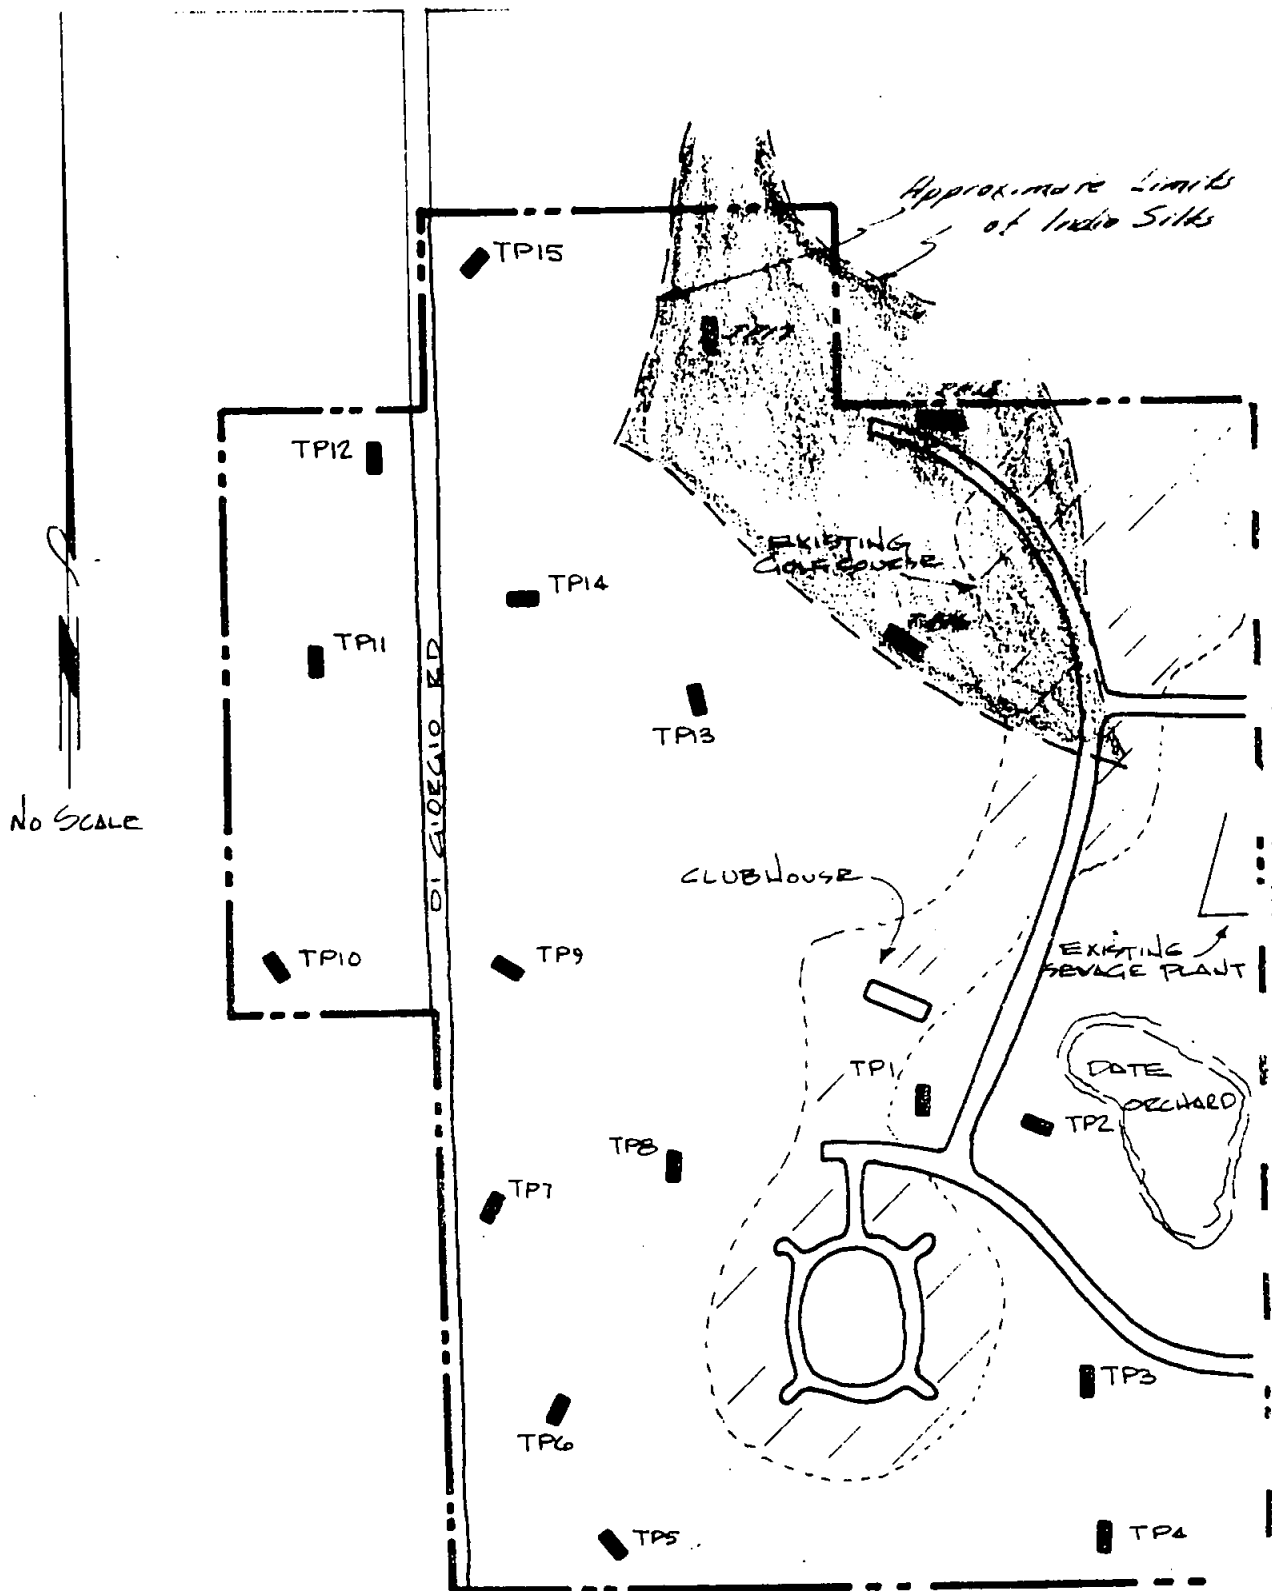 Approximate Limits
of Indio Silts
TP15
TP17
TP12
EXISTING
GOLF COURSE
TP14
TP11
TP13
DI GIORGIO RD
NO SCALE
CLUBHOUSE
EXISTING
SEWAGE PLANT
TP10
TP9
TP1
DATE
ORCHARD
TP2
TP8
TP7
TP3
TP6
TP5
TP4